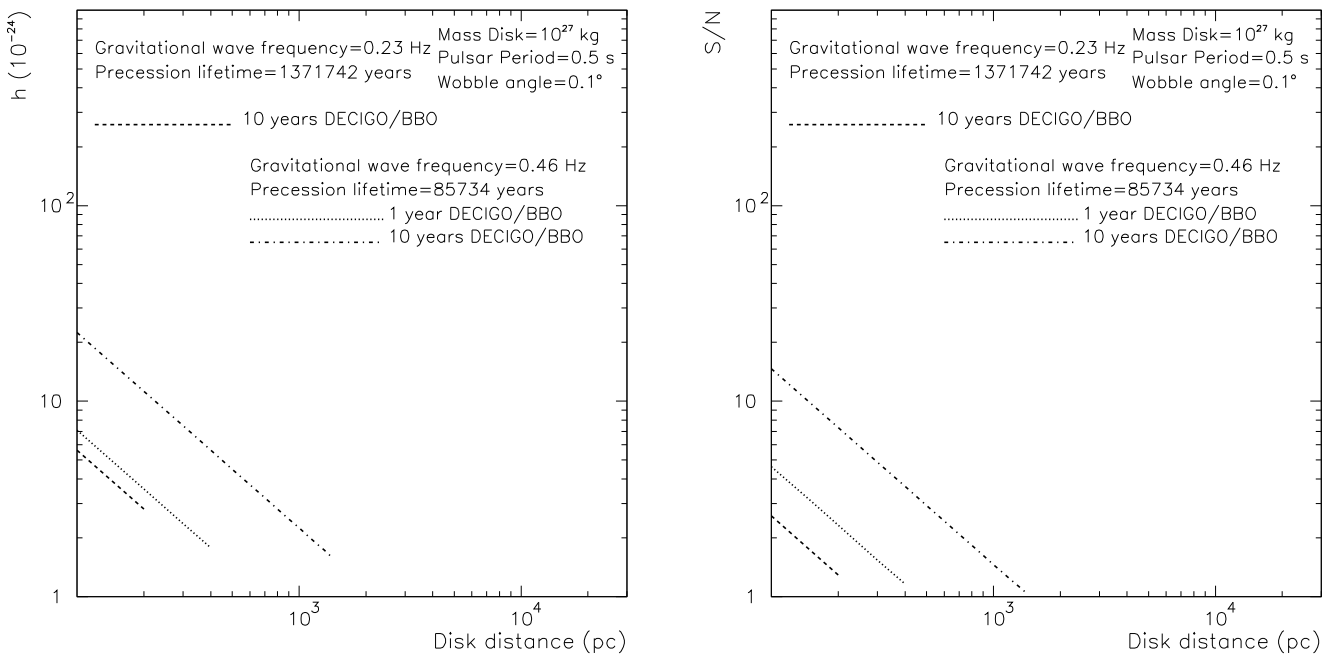 h (10⁻²⁴)
Gravitational wave frequency=0.23 Hz
Precession lifetime=1371742 years
Mass Disk=10²⁷ kg
Pulsar Period=0.5 s
Wobble angle=0.1°
10 years DECIGO/BBO
Gravitational wave frequency=0.46 Hz
Precession lifetime=85734 years
1 year DECIGO/BBO
10 years DECIGO/BBO
10²
10
1
10³
10⁴
Disk distance (pc)
S/N
Gravitational wave frequency=0.23 Hz
Precession lifetime=1371742 years
Mass Disk=10²⁷ kg
Pulsar Period=0.5 s
Wobble angle=0.1°
10 years DECIGO/BBO
Gravitational wave frequency=0.46 Hz
Precession lifetime=85734 years
1 year DECIGO/BBO
10 years DECIGO/BBO
10²
10
1
10³
10⁴
Disk distance (pc)